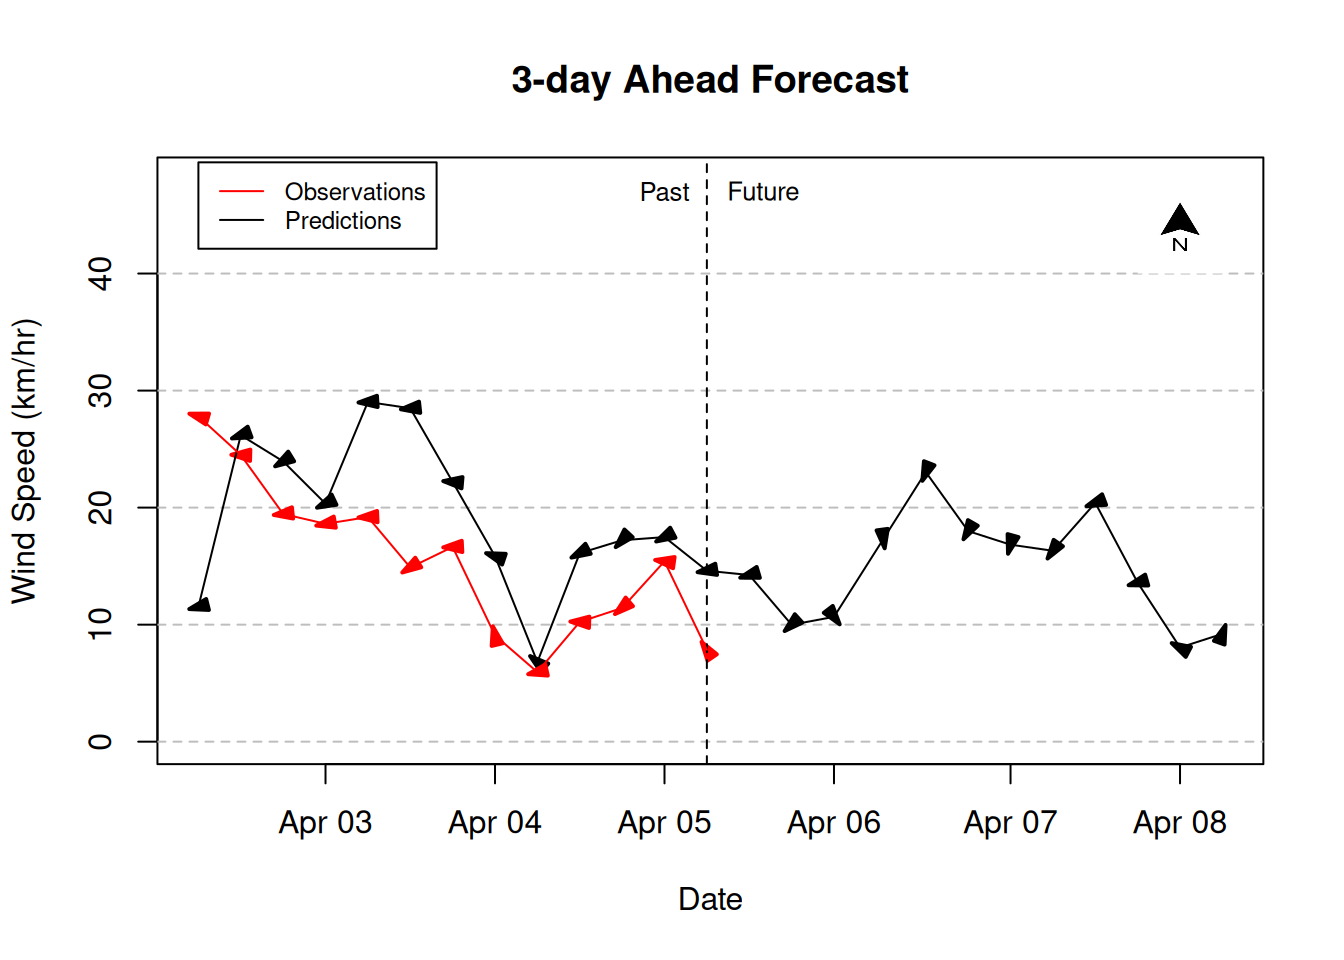 3-day Ahead Forecast
Observations
Predictions
Past
Future
N
Wind Speed (km/hr)
40
30
20
10
0
Apr 03
Apr 04
Apr 05
Apr 06
Apr 07
Apr 08
Date